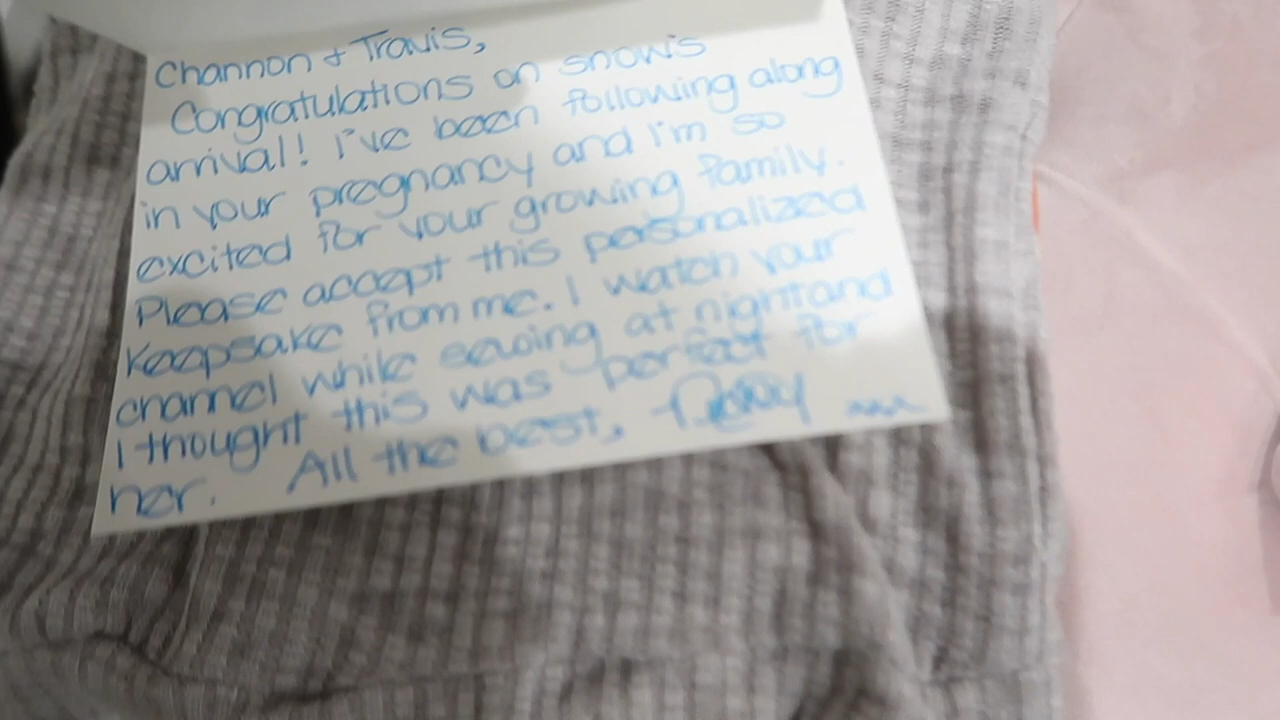 Channon + Travis,
Congratulations on snow's
arrival! I've been following along
in your pregnancy and I'm so
excited for your growing family.
Please accept this personalized
Keepsake from me. I watch your
channel while sewing at night and
I thought this was perfect for
her. All the best,